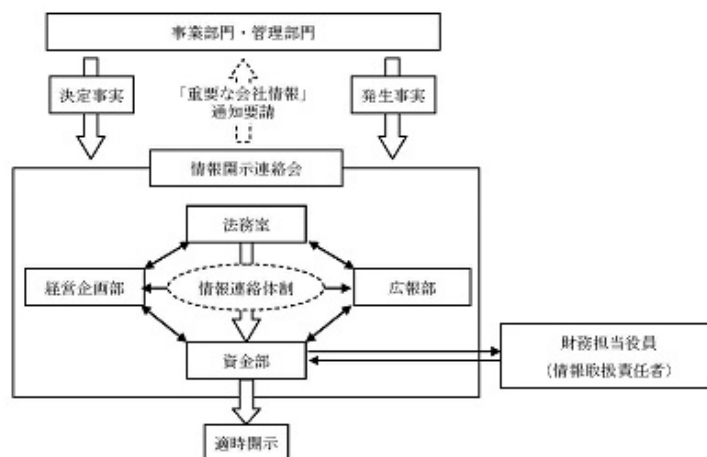 事業部門・管理部門
決定事実
「重要な会社情報」
通知要請
発生事実
情報開示連絡会
法務室
経営企画部
情報連絡体制
広報部
資金部
財務担当役員
(情報取扱責任者)
適時開示